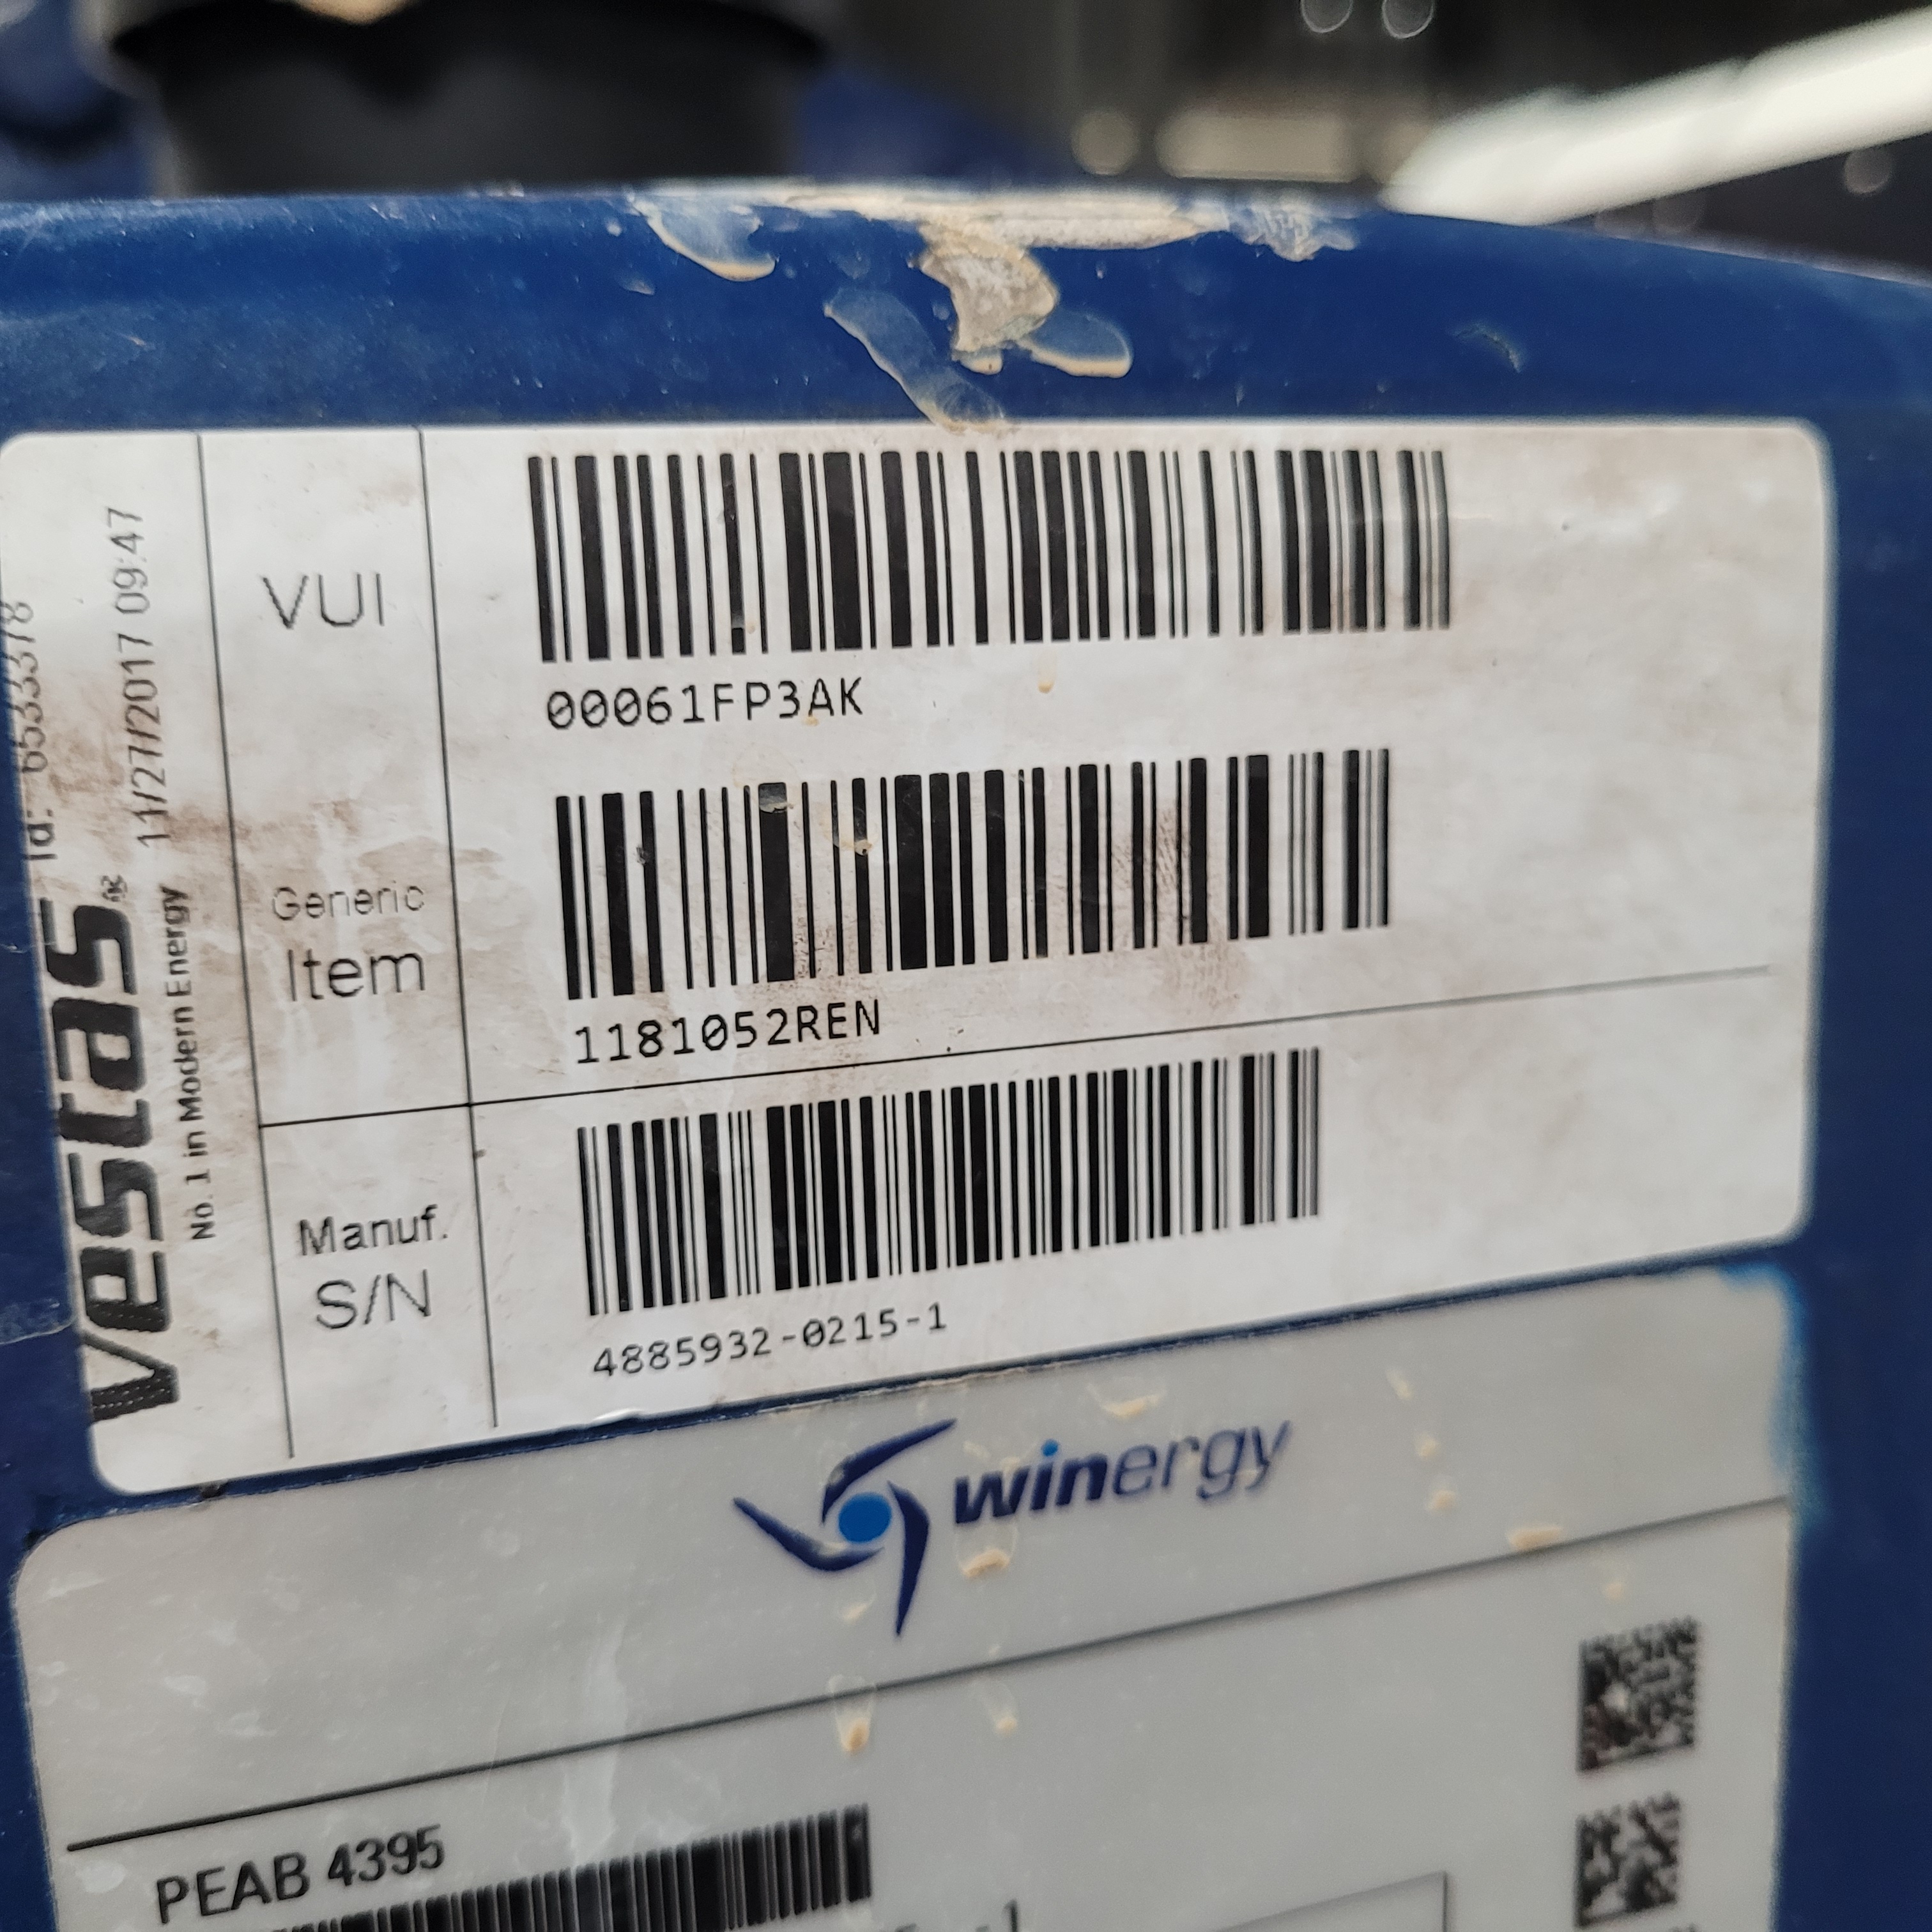 Vestas® Id: 6533378
No. 1 in Modern Energy 11/27/2017 09:47
VUI
00061FP3AK
Generic
Item
1181052REN
Manuf.
S/N
4885932-0215-1
winergy
PEAB 4395